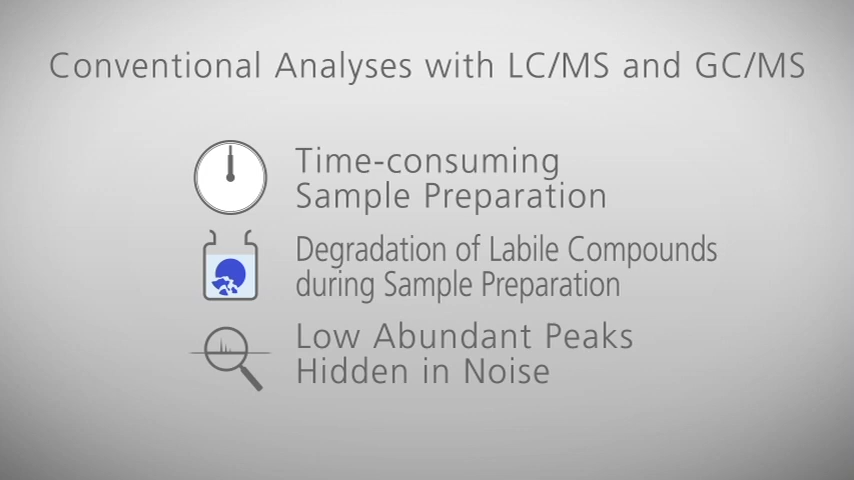 Conventional Analyses with LC/MS and GC/MS
Time-consuming
Sample Preparation
Degradation of Labile Compounds
during Sample Preparation
Low Abundant Peaks
Hidden in Noise